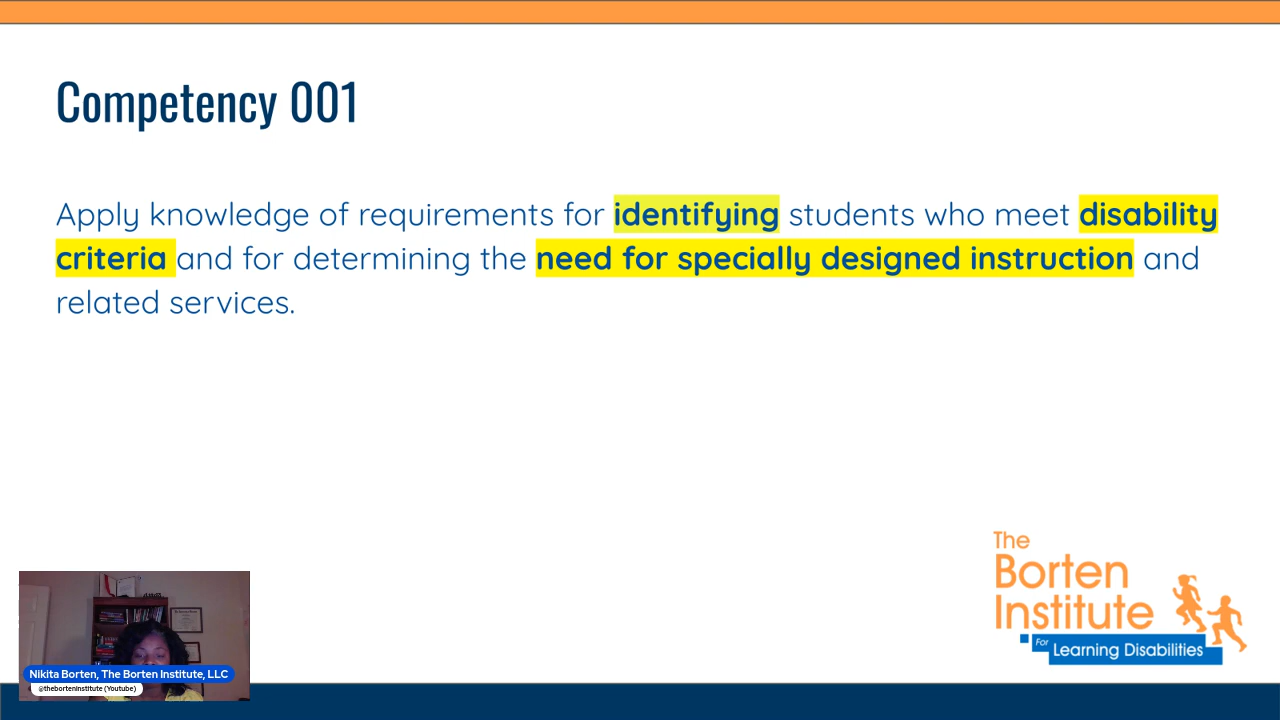 Competency 001
Apply knowledge of requirements for identifying students who meet disability
criteria and for determining the need for specially designed instruction and
related services.
The
Borten
Institute
For Learning Disabilities
Nikita Borten, The Borten Institute, LLC
@theborteninstitute (Youtube)